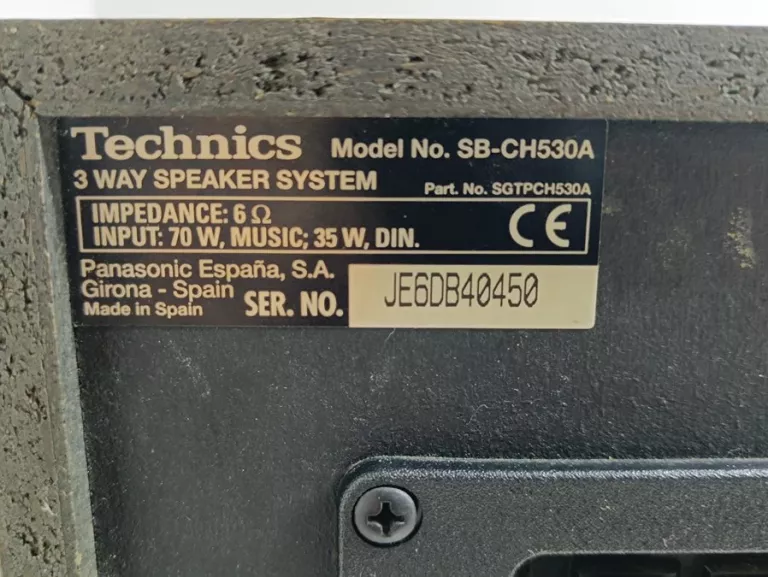 Technics Model No. SB-CH530A
3 WAY SPEAKER SYSTEM Part. No. SGTPCH530A
IMPEDANCE: 6 Ω
INPUT: 70 W, MUSIC; 35 W, DIN.
CE
Panasonic España, S.A.
Girona - Spain
Made in Spain SER. NO. JE6DB40450